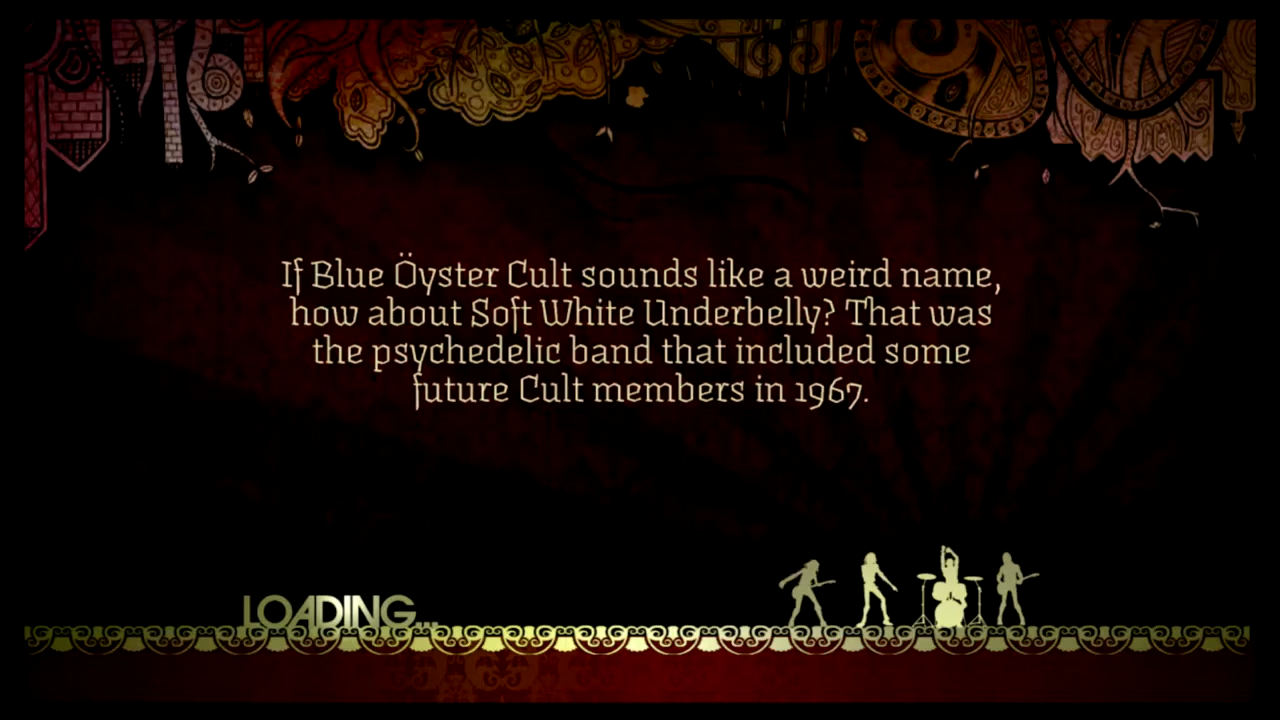 If Blue Öyster Cult sounds like a weird name,
how about Soft White Underbelly? That was
the psychedelic band that included some
future Cult members in 1967.
LOADING...